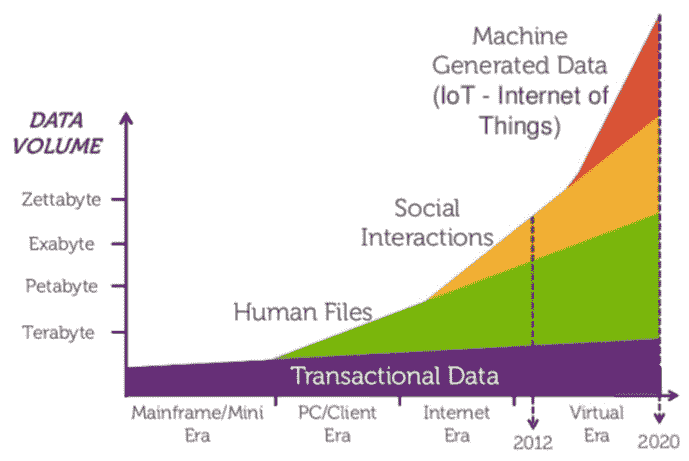 Machine
Generated Data
(IoT - Internet of
Things)
DATA
VOLUME
Zettabyte
Social
Interactions
Exabyte
Petabyte
Human Files
Terabyte
Transactional Data
Mainframe/Mini
Era
PC/Client
Era
Internet
Era
2012
Virtual
Era
2020